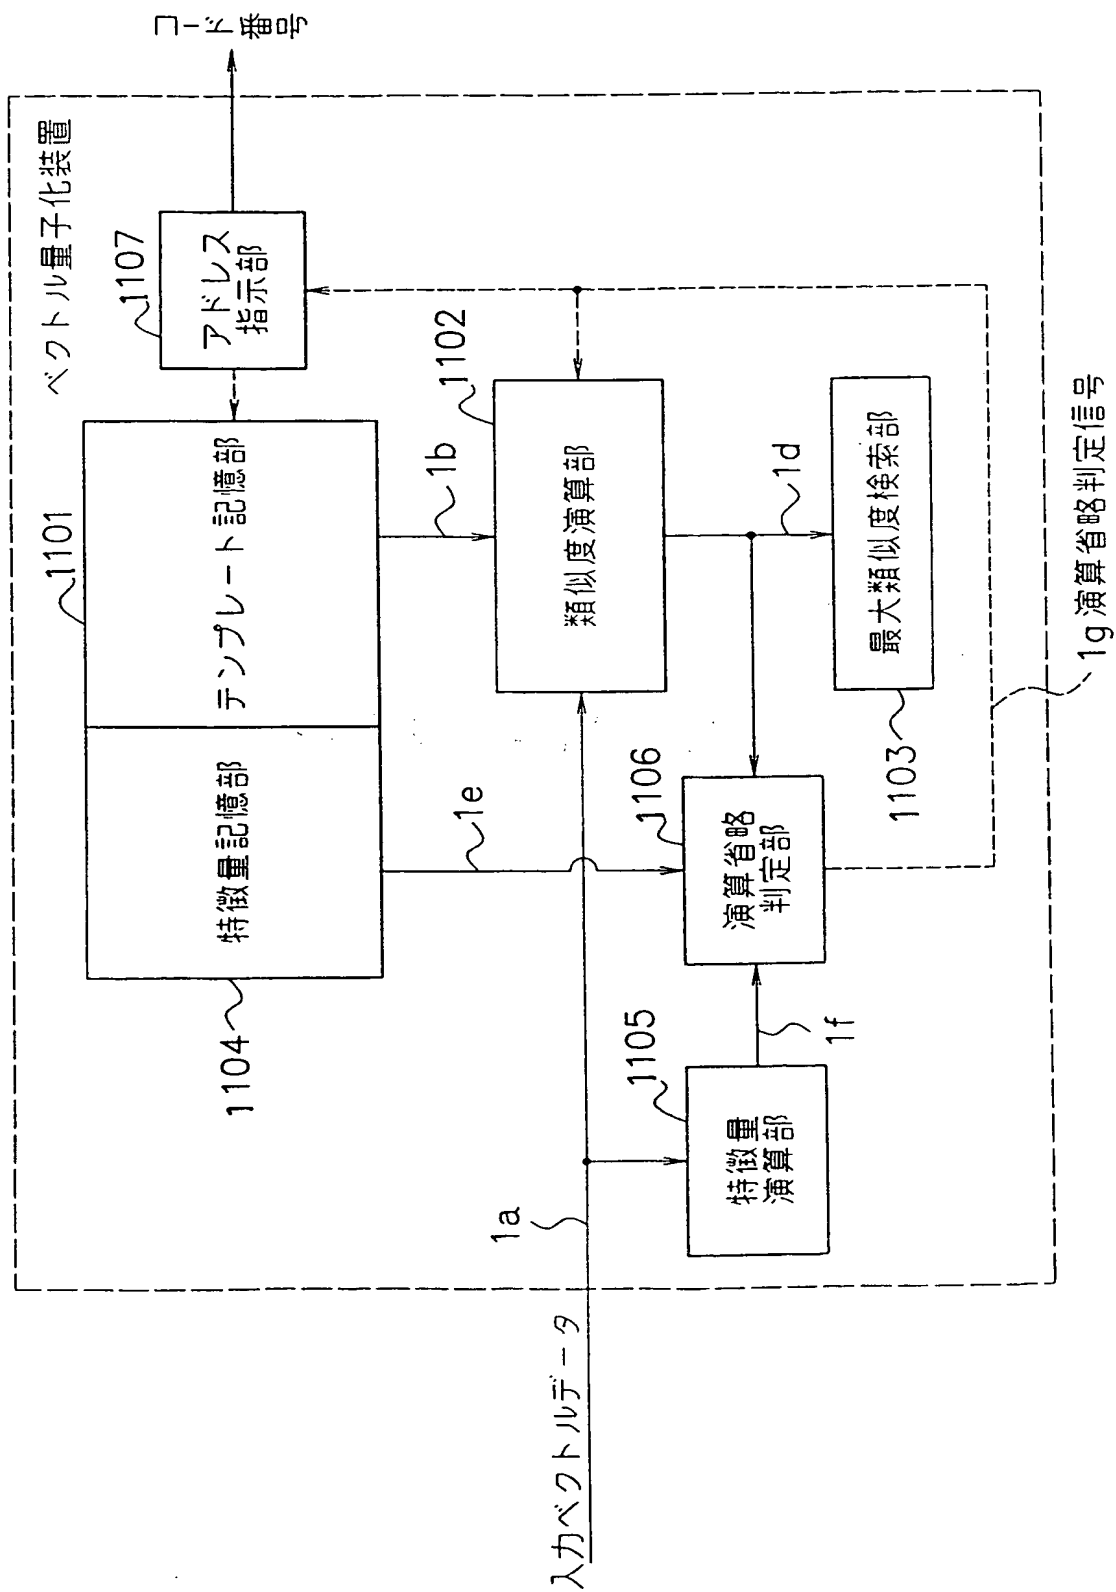 コード番号
ベクトル量子化装置
1107
アドレス
指示部
1101
テンプレート記憶部
特徴量記憶部
1104
1b
1e
1102
類似度演算部
1d
最大類似度検索部
1103
1106
演算省略
判定部
1f
1105
特徴量
演算部
1a
入力ベクトルデータ
1g 演算省略判定信号